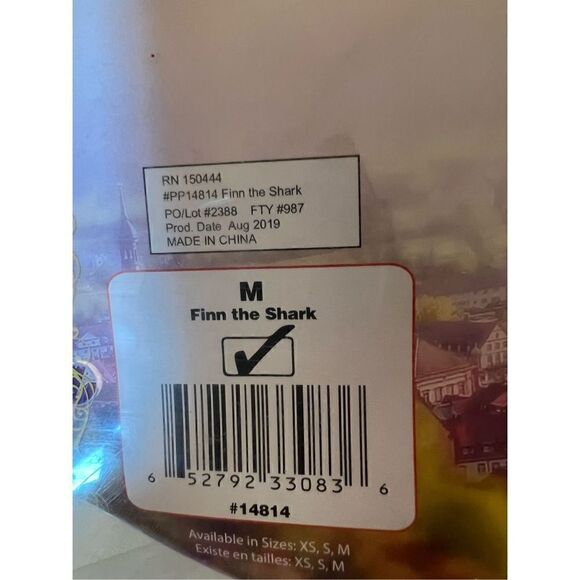 RN 150444
#PP14814 Finn the Shark
PO/Lot #2388 FTY #987
Prod. Date Aug 2019
MADE IN CHINA
M
Finn the Shark
6 52792 33083 6
#14814
Available in Sizes: XS, S, M
Existe en tailles: XS, S, M